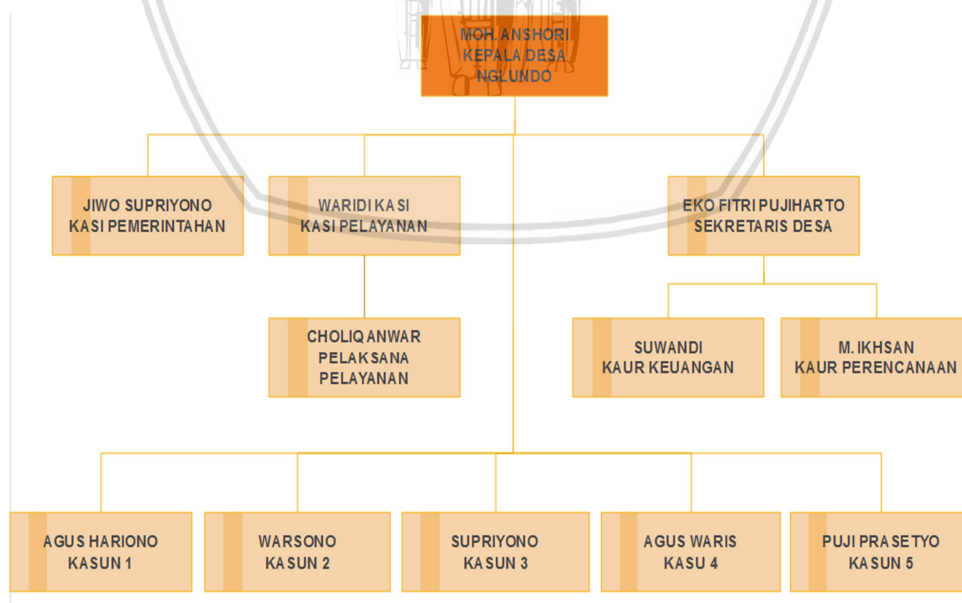 MOH. ANSHORI
KEPALA DESA
NGLUNDO
JIWO SUPRIYONO
KASI PEMERINTAHAN
WARIDI KASI
KASI PELAYANAN
EKO FITRI PUJIHARTO
SEKRETARIS DESA
CHOLIQ ANWAR
PELAKSANA
PELAYANAN
SUWANDI
KAUR KEUANGAN
M. IKHSAN
KAUR PERENCANAAN
AGUS HARIONO
KASUN 1
WARSONO
KASUN 2
SUPRIYONO
KASUN 3
AGUS WARIS
KASU 4
PUJI PRASETYO
KASUN 5